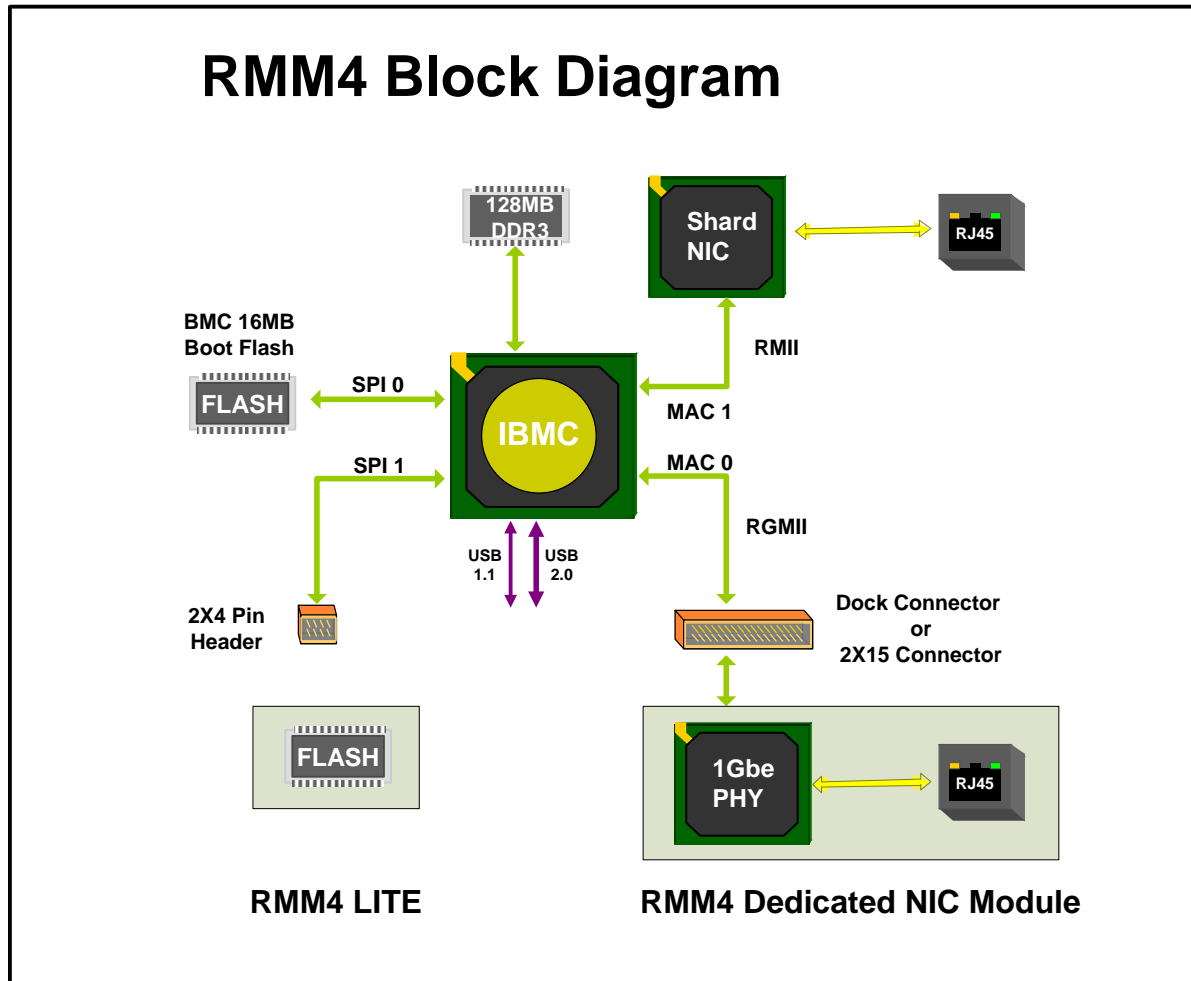 RMM4 Block Diagram
128MB
DDR3
Shard
NIC
RJ45
BMC 16MB
Boot Flash
FLASH
SPI 0
RMII
MAC 1
IBMC
SPI 1
MAC 0
RGMII
USB
1.1
USB
2.0
2X4 Pin
Header
Dock Connector
or
2X15 Connector
FLASH
1Gbe
PHY
RJ45
RMM4 LITE
RMM4 Dedicated NIC Module